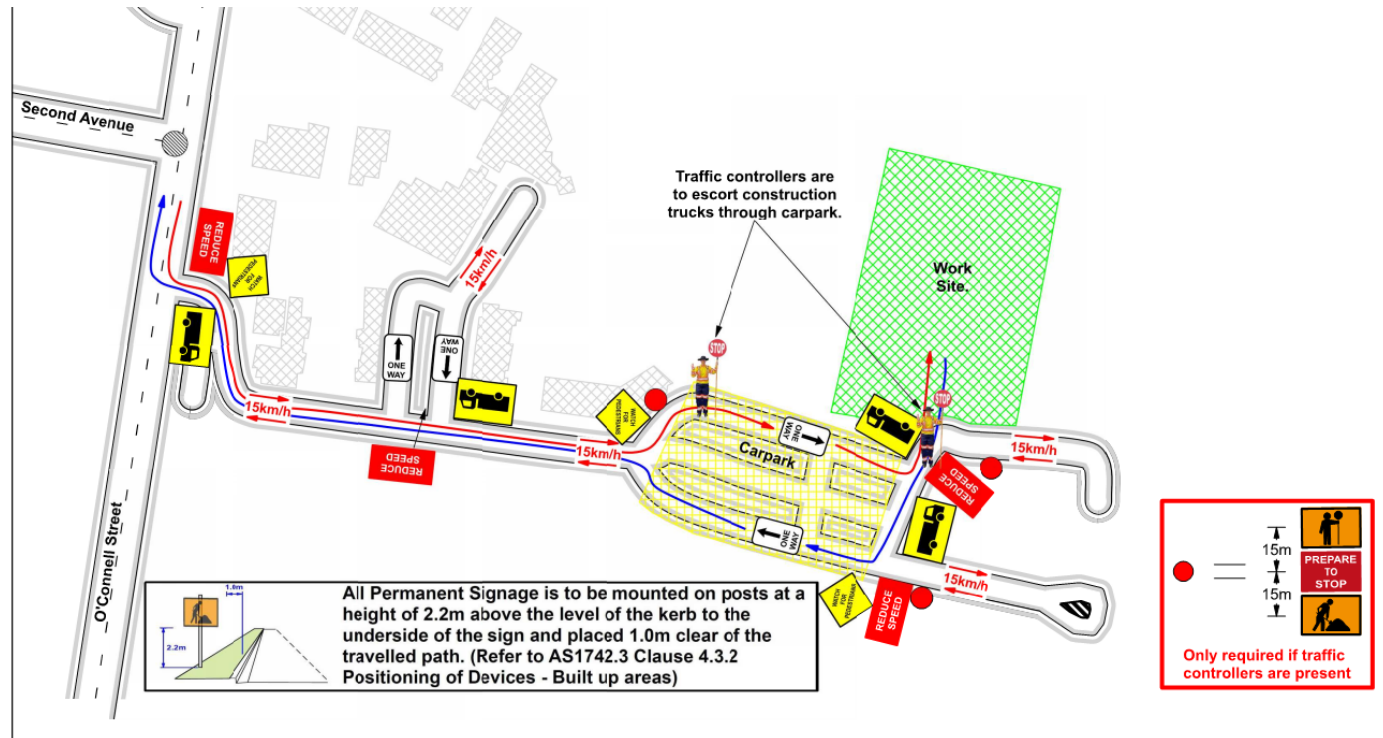 Second Avenue
O'Connell Street
REDUCE
SPEED
WATCH
FOR
PEDESTRIANS
15km/h
15km/h
ONE
WAY
ONE
WAY
REDUCE
SPEED
15km/h
WATCH
FOR
PEDESTRIANS
Traffic controllers are
to escort construction
trucks through carpark.
STOP
ONE
WAY
Carpark
ONE
WAY
Work
Site.
STOP
REDUCE
SPEED
15km/h
15km/h
WATCH
FOR
PEDESTRIANS
REDUCE
SPEED
1.8m
2.2m
All Permanent Signage is to be mounted on posts at a
height of 2.2m above the level of the kerb to the
underside of the sign and placed 1.0m clear of the
travelled path. (Refer to AS1742.3 Clause 4.3.2
Positioning of Devices - Built up areas)
15m
PREPARE
TO
STOP
15m
Only required if traffic
controllers are present